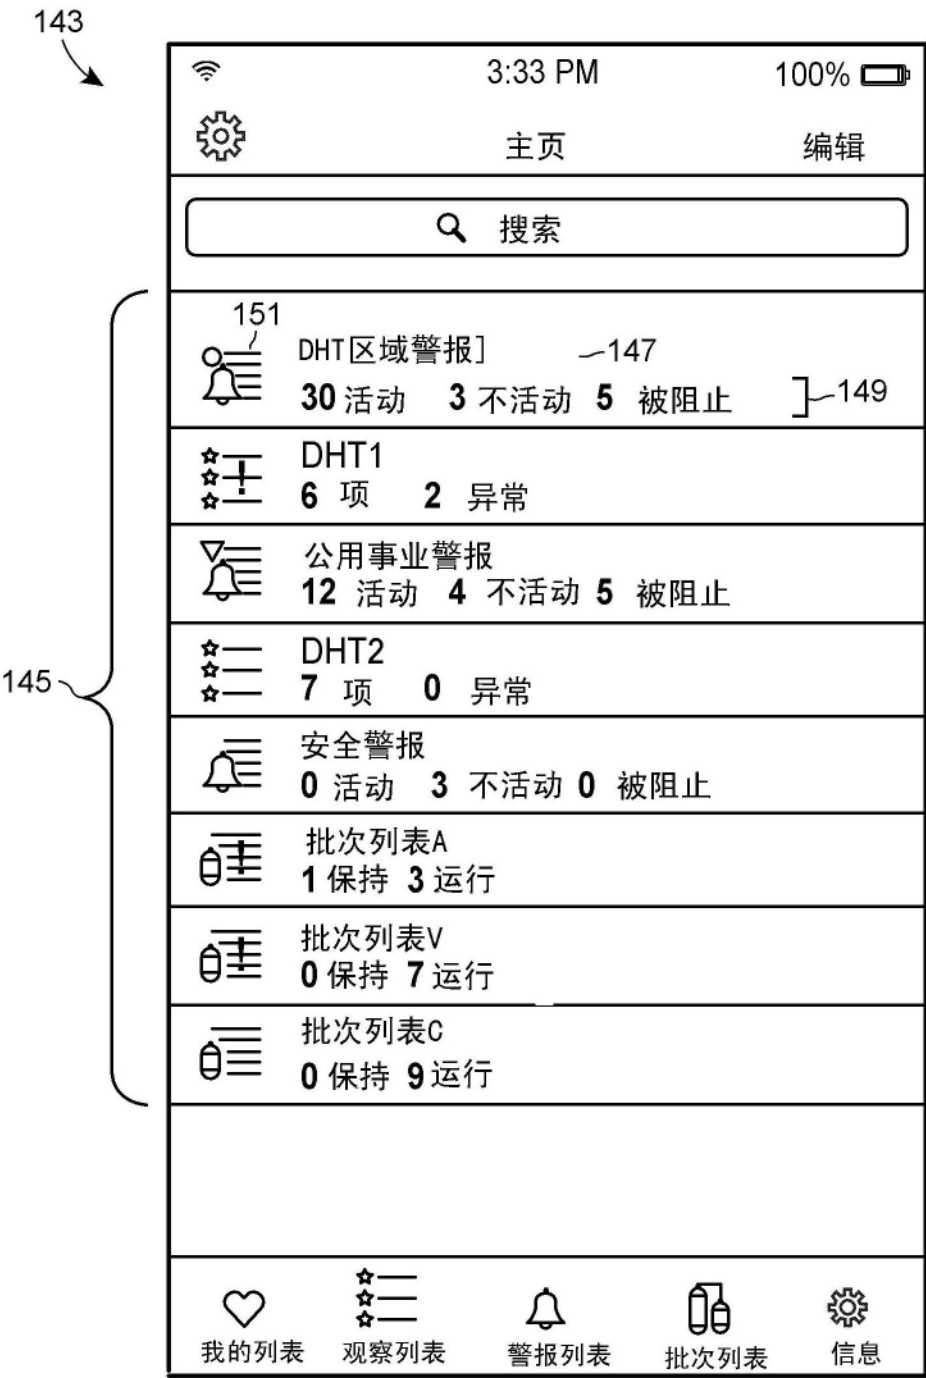 143
3:33 PM 100%
主页 编辑
搜索
151
DHT区域警报] 147
30 活动 3 不活动 5 被阻止 149
DHT1
6 项 2 异常
公用事业警报
12 活动 4 不活动 5 被阻止
DHT2
7 项 0 异常
145
安全警报
0 活动 3 不活动 0 被阻止
批次列表A
1 保持 3 运行
批次列表V
0 保持 7 运行
批次列表C
0 保持 9 运行
我的列表 观察列表 警报列表 批次列表 信息